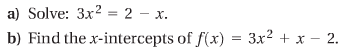 a) Solve: 3x² = 2 − x.
b) Find the x-intercepts of f(x) = 3x² + x − 2.